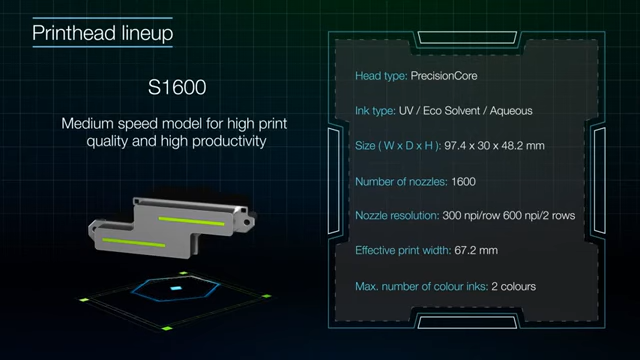 Printhead lineup
S1600
Medium speed model for high print
quality and high productivity
Head type: PrecisionCore
Ink type: UV / Eco Solvent / Aqueous
Size ( W x D x H ): 97.4 x 30 x 48.2 mm
Number of nozzles: 1600
Nozzle resolution: 300 npi/row 600 npi/2 rows
Effective print width: 67.2 mm
Max. number of colour inks: 2 colours